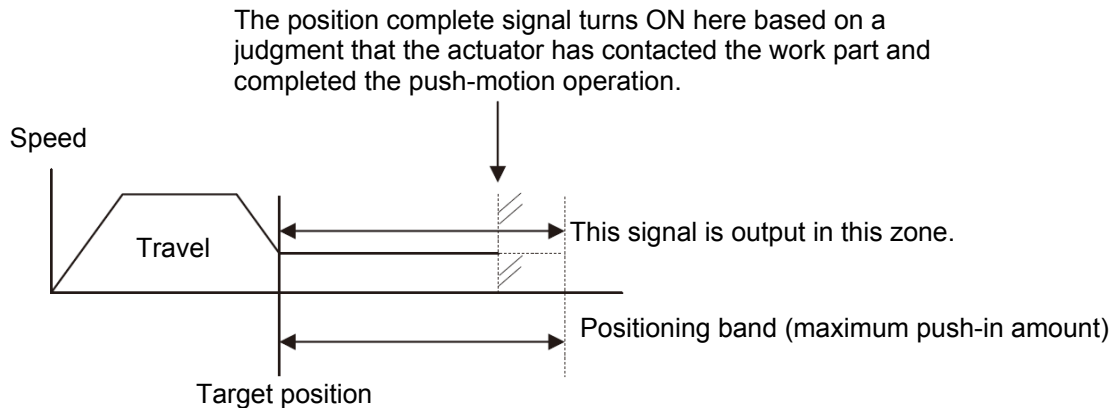 The position complete signal turns ON here based on a
judgment that the actuator has contacted the work part and
completed the push-motion operation.
Speed
Travel
This signal is output in this zone.
Positioning band (maximum push-in amount)
Target position